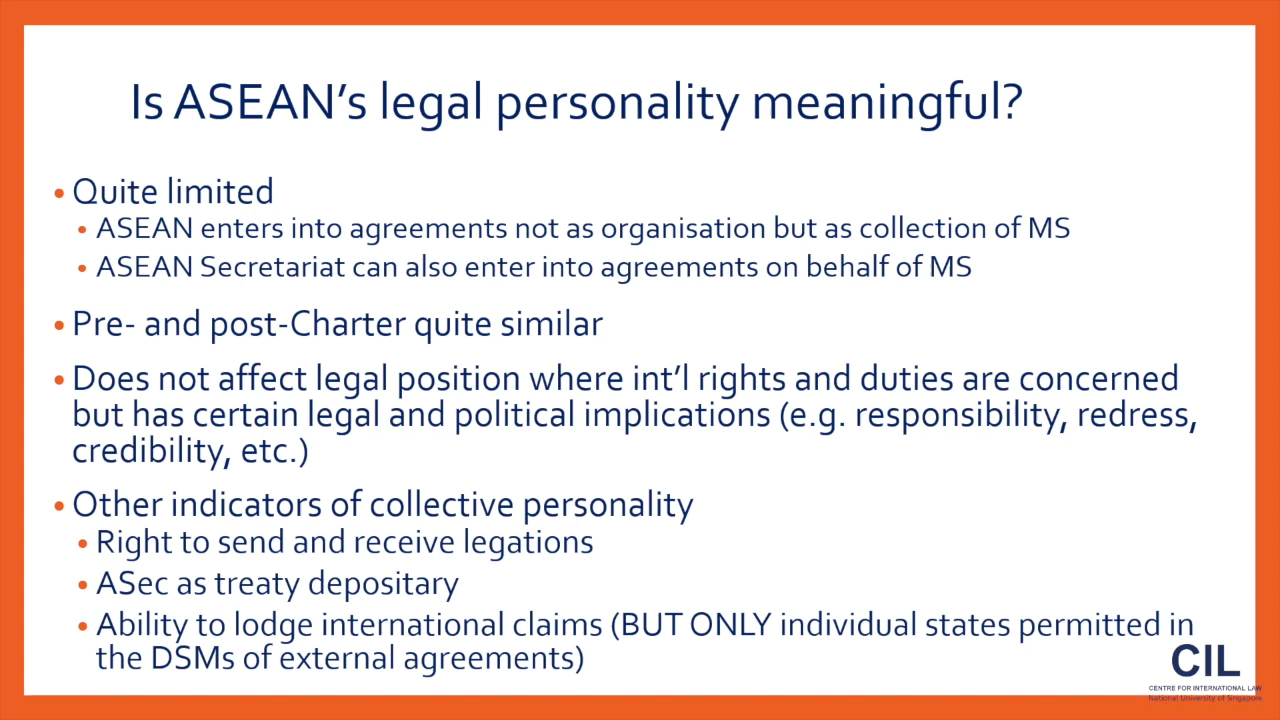 Is ASEAN’s legal personality meaningful?
• Quite limited
• ASEAN enters into agreements not as organisation but as collection of MS
• ASEAN Secretariat can also enter into agreements on behalf of MS
• Pre- and post-Charter quite similar
• Does not affect legal position where int’l rights and duties are concerned
but has certain legal and political implications (e.g. responsibility, redress,
credibility, etc.)
• Other indicators of collective personality
• Right to send and receive legations
• ASec as treaty depositary
• Ability to lodge international claims (BUT ONLY individual states permitted in
the DSMs of external agreements)
CIL
CENTRE FOR INTERNATIONAL LAW
National University of Singapore